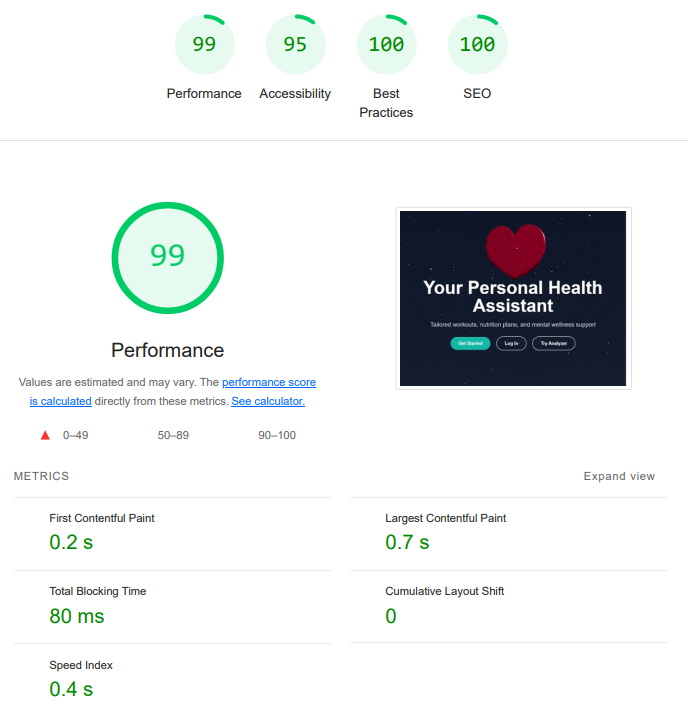 99
95
100
100
Performance
Accessibility
Best
Practices
SEO
99
Performance
Values are estimated and may vary. The performance score
is calculated directly from these metrics. See calculator.
0–49
50–89
90–100
Your Personal Health
Assistant
Tailored workouts, nutrition plans, and mental wellness support
Get Started
Log In
Try Analyzer
METRICS
Expand view
First Contentful Paint
0.2 s
Largest Contentful Paint
0.7 s
Total Blocking Time
80 ms
Cumulative Layout Shift
0
Speed Index
0.4 s